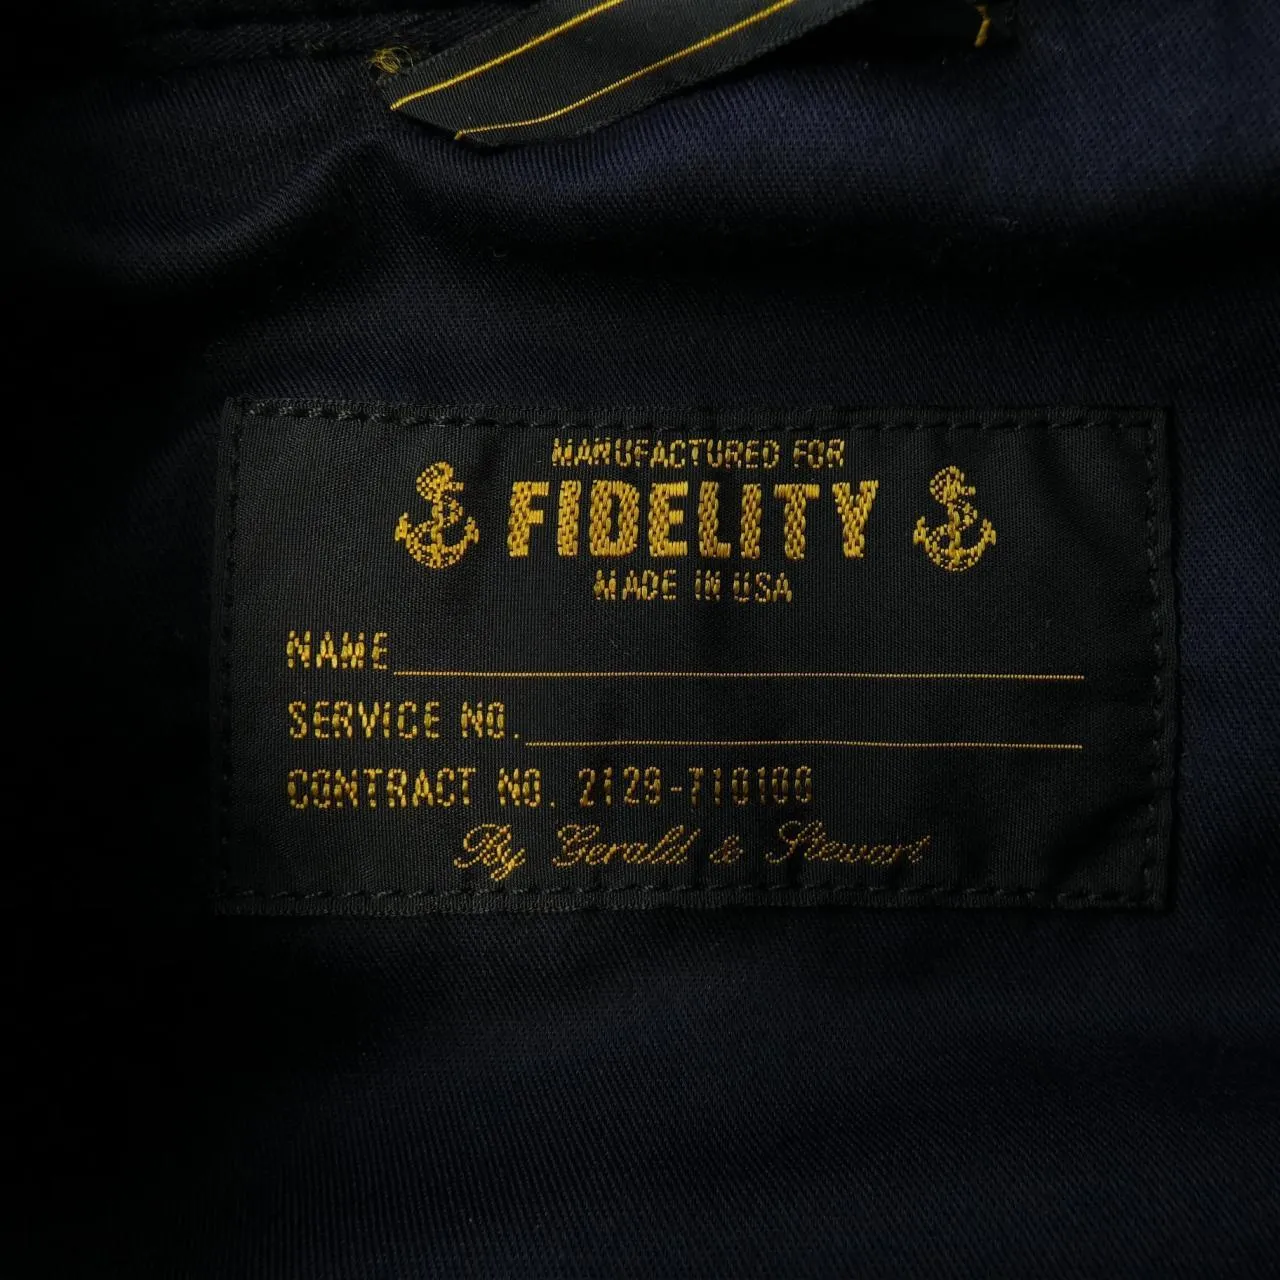 MANUFACTURED FOR
FIDELITY
MADE IN USA
NAME
SERVICE NO.
CONTRACT NO. 2129-710100
By Gerald & Stewart